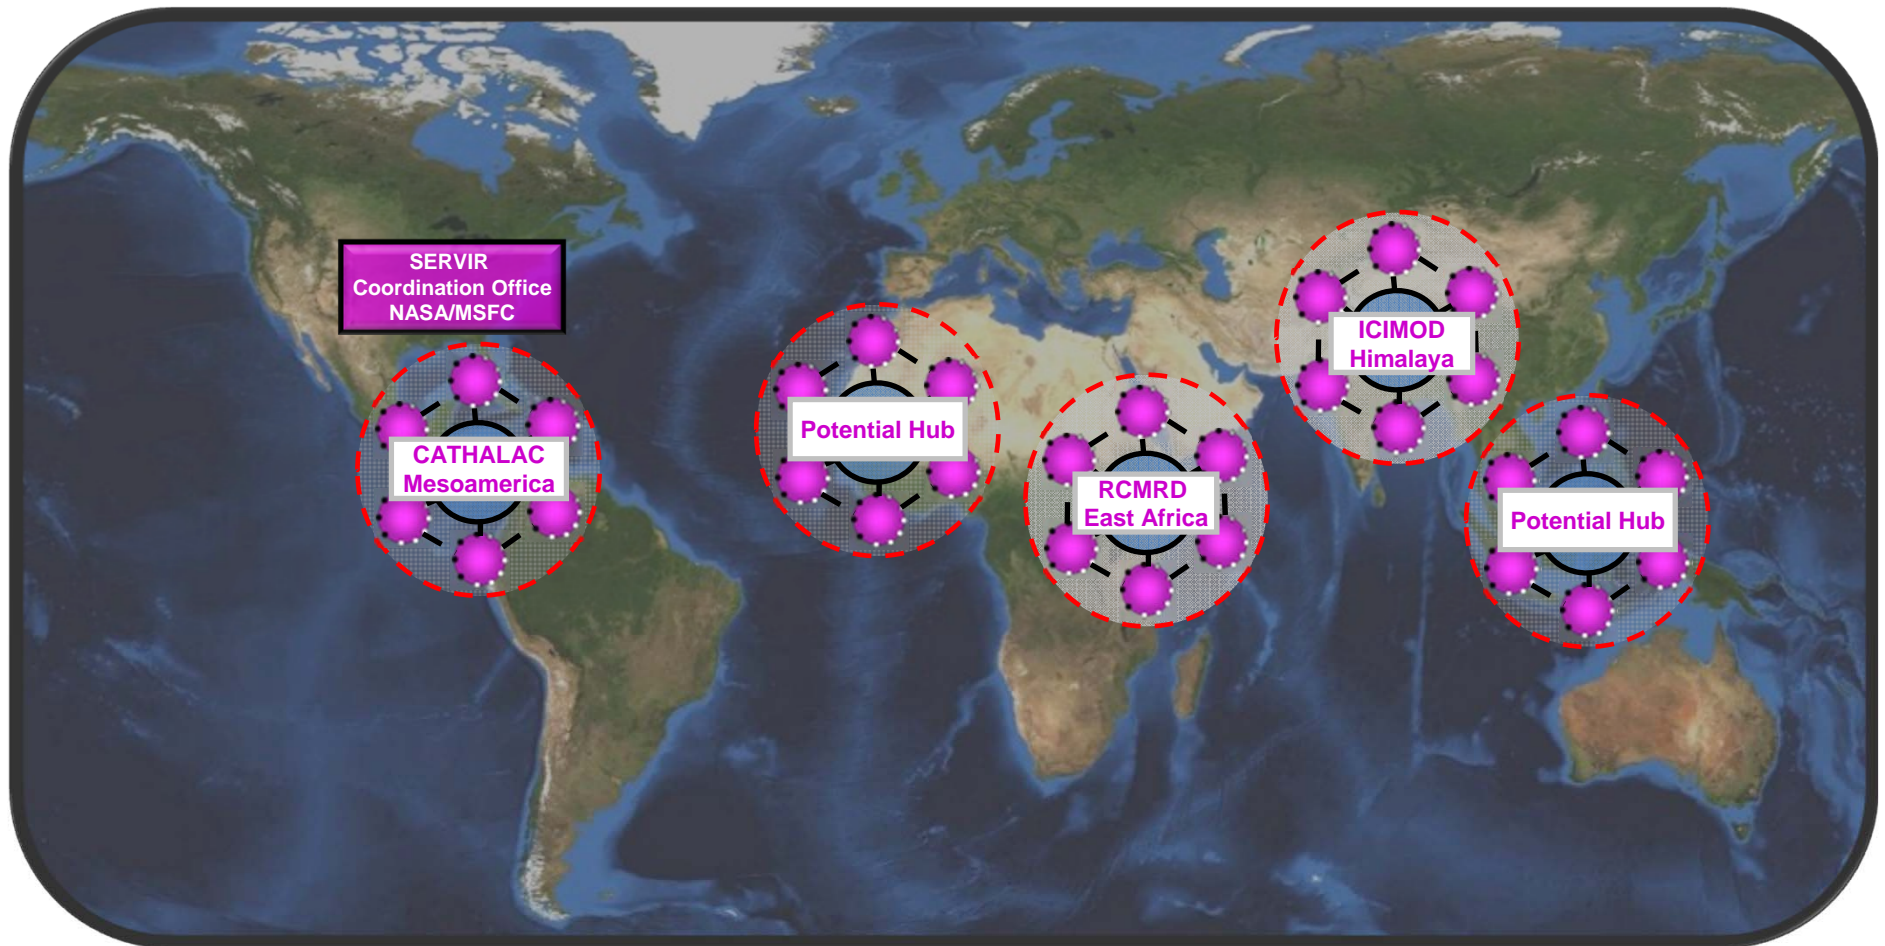 SERVIR
Coordination Office
NASA/MSFC
ICIMOD
Himalaya
Potential Hub
CATHALAC
Mesoamerica
RCMRD
East Africa
Potential Hub